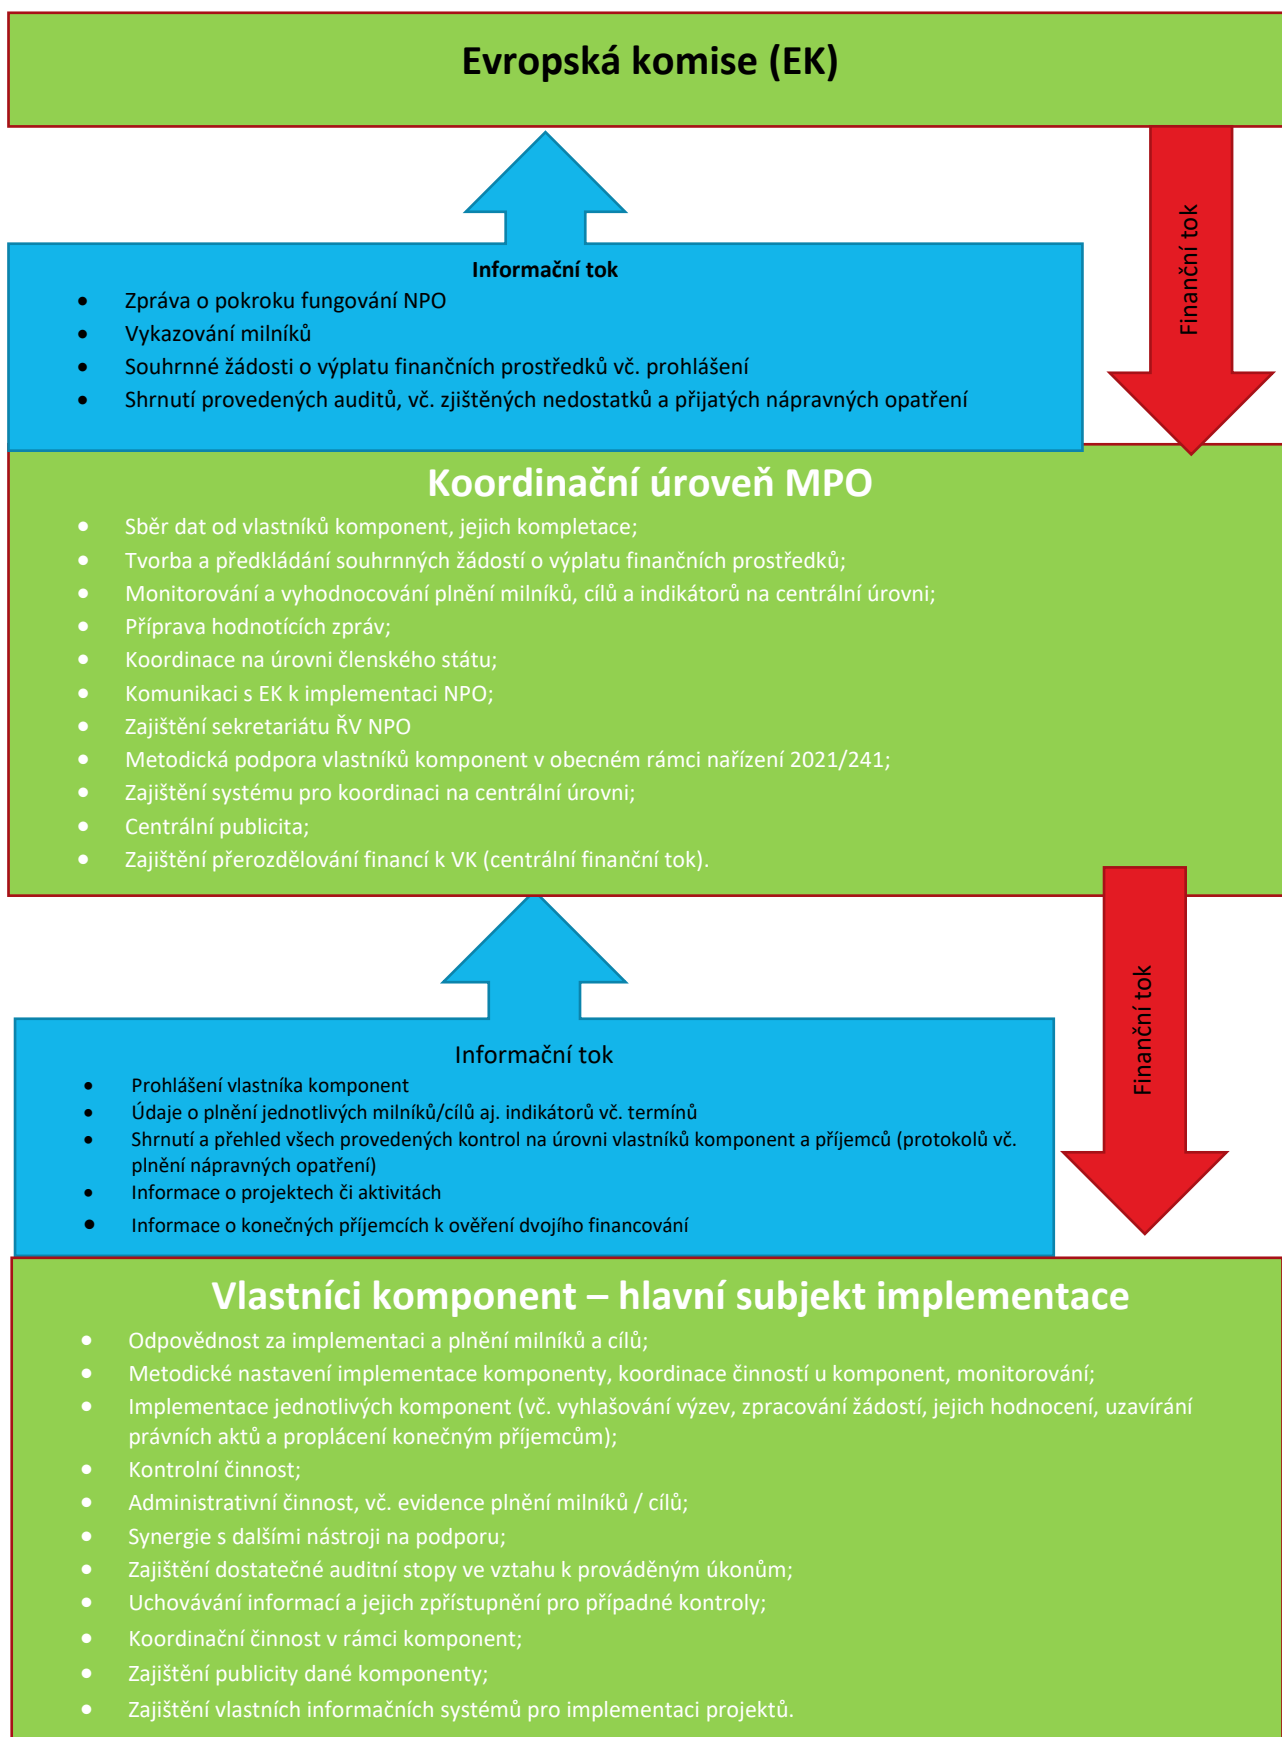 Evropská komise (EK)
Finanční tok
Informační tok
• Zpráva o pokroku fungování NPO
• Vykazování milníků
• Souhrnné žádosti o výplatu finančních prostředků vč. prohlášení
• Shrnutí provedených auditů, vč. zjištěných nedostatků a přijatých nápravných opatření
Koordinační úroveň MPO
• Sběr dat od vlastníků komponent, jejich kompletace;
• Tvorba a předkládání souhrnných žádostí o výplatu finančních prostředků;
• Monitorování a vyhodnocování plnění milníků, cílů a indikátorů na centrální úrovni;
• Příprava hodnotících zpráv;
• Koordinace na úrovni členského státu;
• Komunikaci s EK k implementaci NPO;
• Zajištění sekretariátu ŘV NPO
• Metodická podpora vlastníků komponent v obecném rámci nařízení 2021/241;
• Zajištění systému pro koordinaci na centrální úrovni;
• Centrální publicita;
• Zajištění přerozdělování financí k VK (centrální finanční tok).
Finanční tok
Informační tok
• Prohlášení vlastníka komponent
• Údaje o plnění jednotlivých milníků/cílů aj. indikátorů vč. termínů
• Shrnutí a přehled všech provedených kontrol na úrovni vlastníků komponent a příjemců (protokolů vč.
plnění nápravných opatření)
• Informace o projektech či aktivitách
• Informace o konečných příjemcích k ověření dvojího financování
Vlastníci komponent – hlavní subjekt implementace
• Odpovědnost za implementaci a plnění milníků a cílů;
• Metodické nastavení implementace komponenty, koordinace činností u komponent, monitorování;
• Implementace jednotlivých komponent (vč. vyhlašování výzev, zpracování žádostí, jejich hodnocení, uzavírání
právních aktů a proplácení konečným příjemcům);
• Kontrolní činnost;
• Administrativní činnost, vč. evidence plnění milníků / cílů;
• Synergie s dalšími nástroji na podporu;
• Zajištění dostatečné auditní stopy ve vztahu k prováděným úkonům;
• Uchovávání informací a jejich zpřístupnění pro případné kontroly;
• Koordinační činnost v rámci komponent;
• Zajištění publicity dané komponenty;
• Zajištění vlastních informačních systémů pro implementaci projektů.